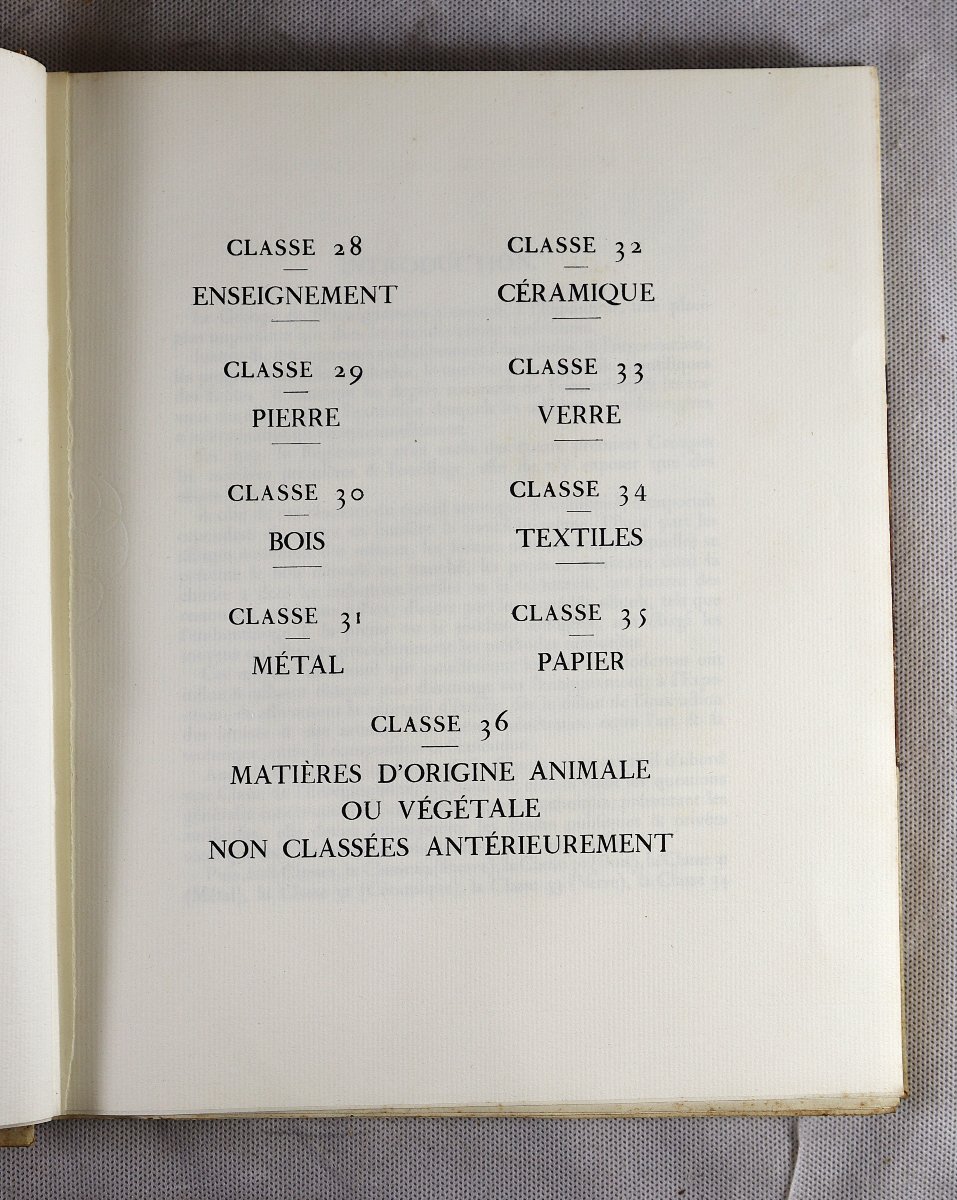 CLASSE 28
ENSEIGNEMENT
CLASSE 29
PIERRE
CLASSE 30
BOIS
CLASSE 31
MÉTAL
CLASSE 32
CÉRAMIQUE
CLASSE 33
VERRE
CLASSE 34
TEXTILES
CLASSE 35
PAPIER
CLASSE 36
MATIÈRES D'ORIGINE ANIMALE
OU VÉGÉTALE
NON CLASSÉES ANTÉRIEUREMENT